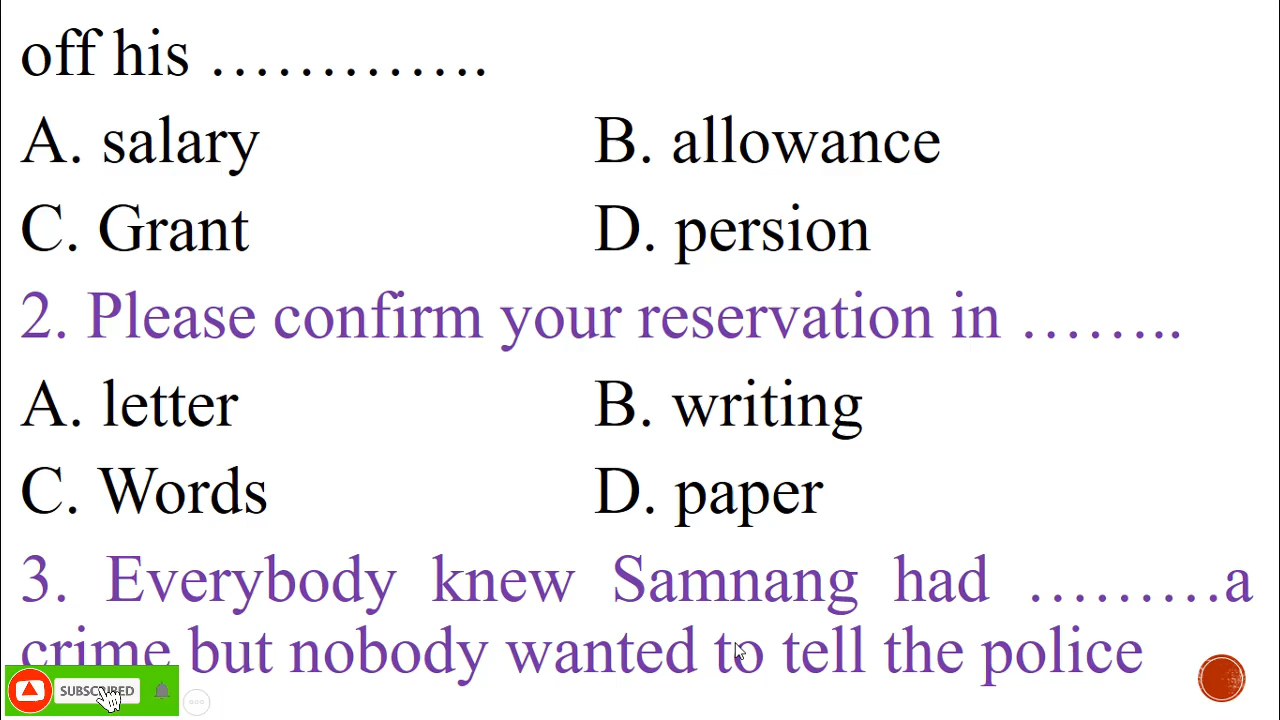 off his ………….
A. salary B. allowance
C. Grant D. persion
2. Please confirm your reservation in ……..
A. letter B. writing
C. Words D. paper
3. Everybody knew Samnang had ………a
crime but nobody wanted to tell the police
SUBSCRIBED